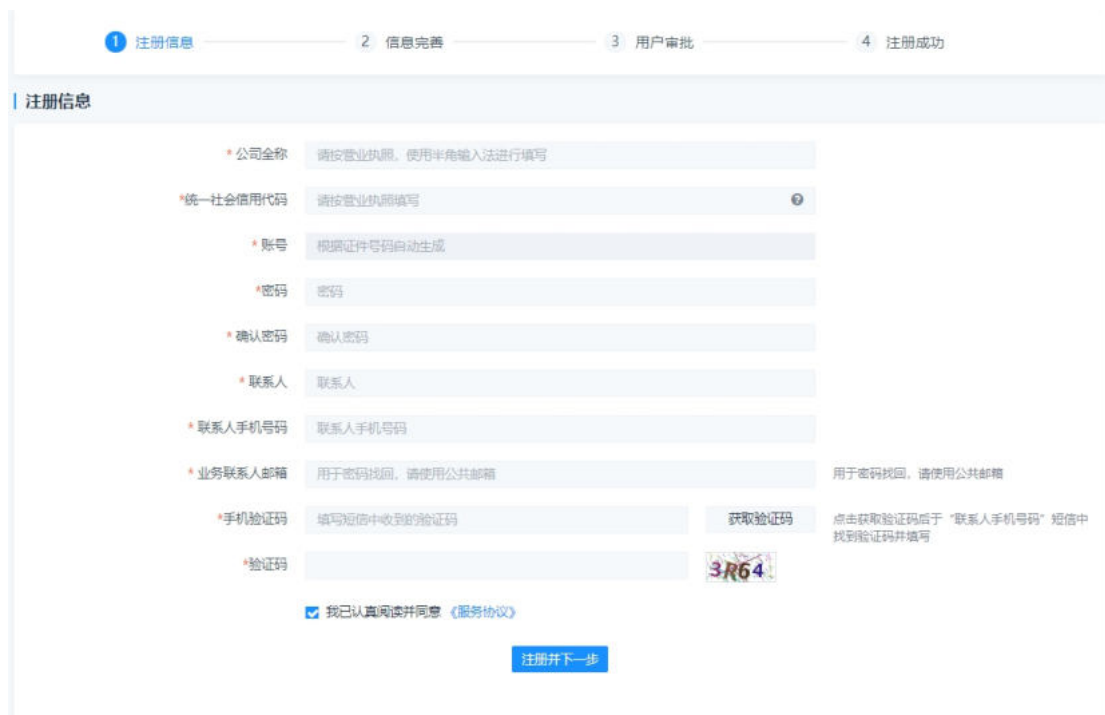 1 注册信息 2 信息完善 3 用户审批 4 注册成功
注册信息
* 公司全称 请按营业执照，使用半角输入法进行填写
*统一社会信用代码 请按营业执照填写
* 账号 根据证件号码自动生成
*密码 密码
* 确认密码 确认密码
* 联系人 联系人
* 联系人手机号码 联系人手机号码
* 业务联系人邮箱 用于密码找回，请使用公共邮箱 用于密码找回，请使用公共邮箱
*手机验证码 填写短信中收到的验证码 获取验证码 点击获取验证码后于“联系人手机号码”短信中
找到验证码并填写
*验证码 3R64
我已认真阅读并同意《服务协议》
注册并下一步